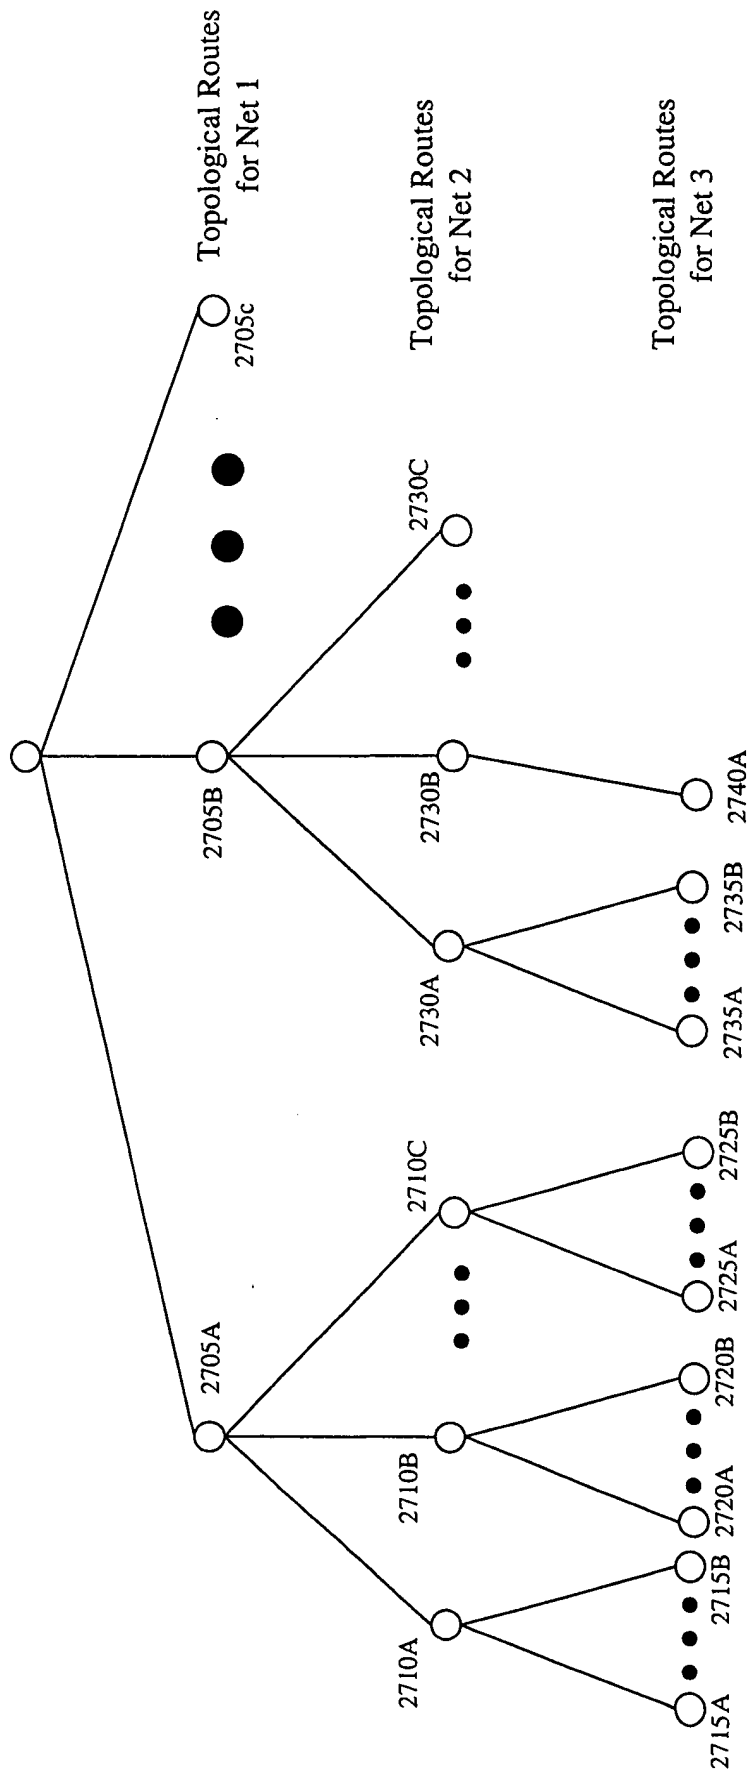 Topological Routes
for Net 1
2705A
2705B
2705c
Topological Routes
for Net 2
2710A
2710B
2710C
2730A
2730B
2730C
Topological Routes
for Net 3
2715A
2715B
2720A
2720B
2725A
2725B
2735A
2735B
2740A